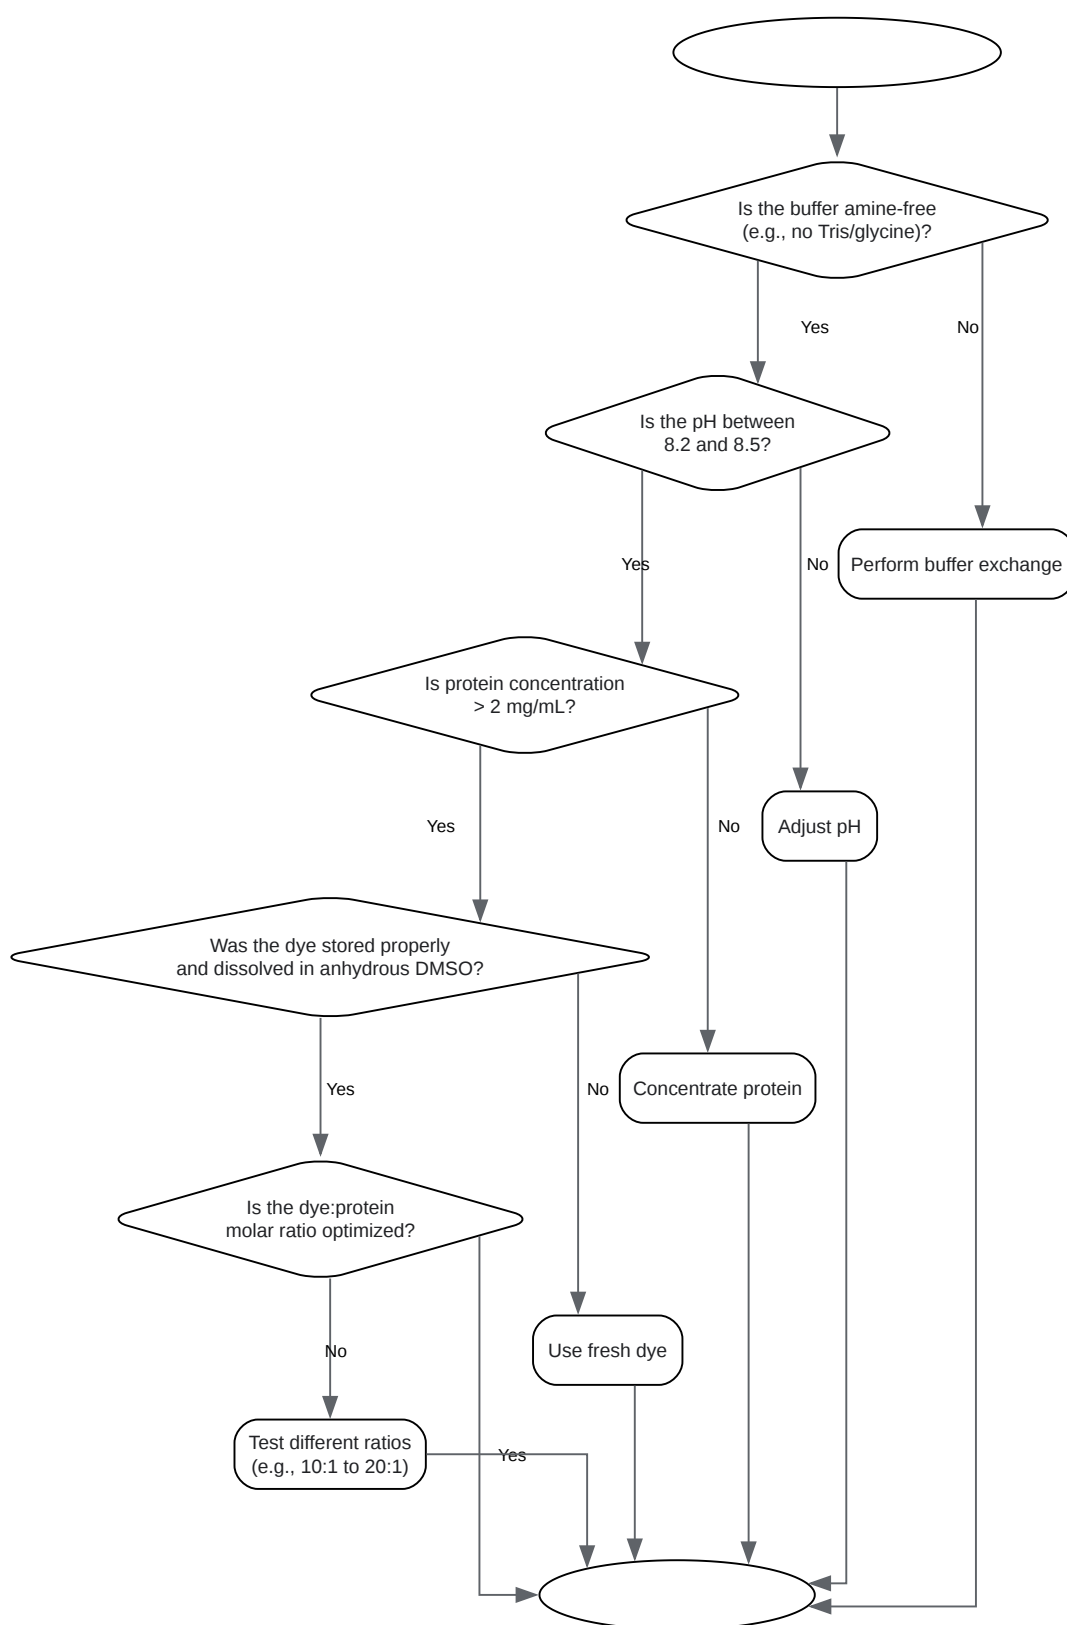 Is the buffer amine-free
(e.g., no Tris/glycine)?
Yes
No
Is the pH between
8.2 and 8.5?
Yes
No
Perform buffer exchange
Is protein concentration
> 2 mg/mL?
Yes
No
Adjust pH
Was the dye stored properly
and dissolved in anhydrous DMSO?
Yes
No
Concentrate protein
Is the dye:protein
molar ratio optimized?
No
Use fresh dye
Test different ratios
(e.g., 10:1 to 20:1)
Yes